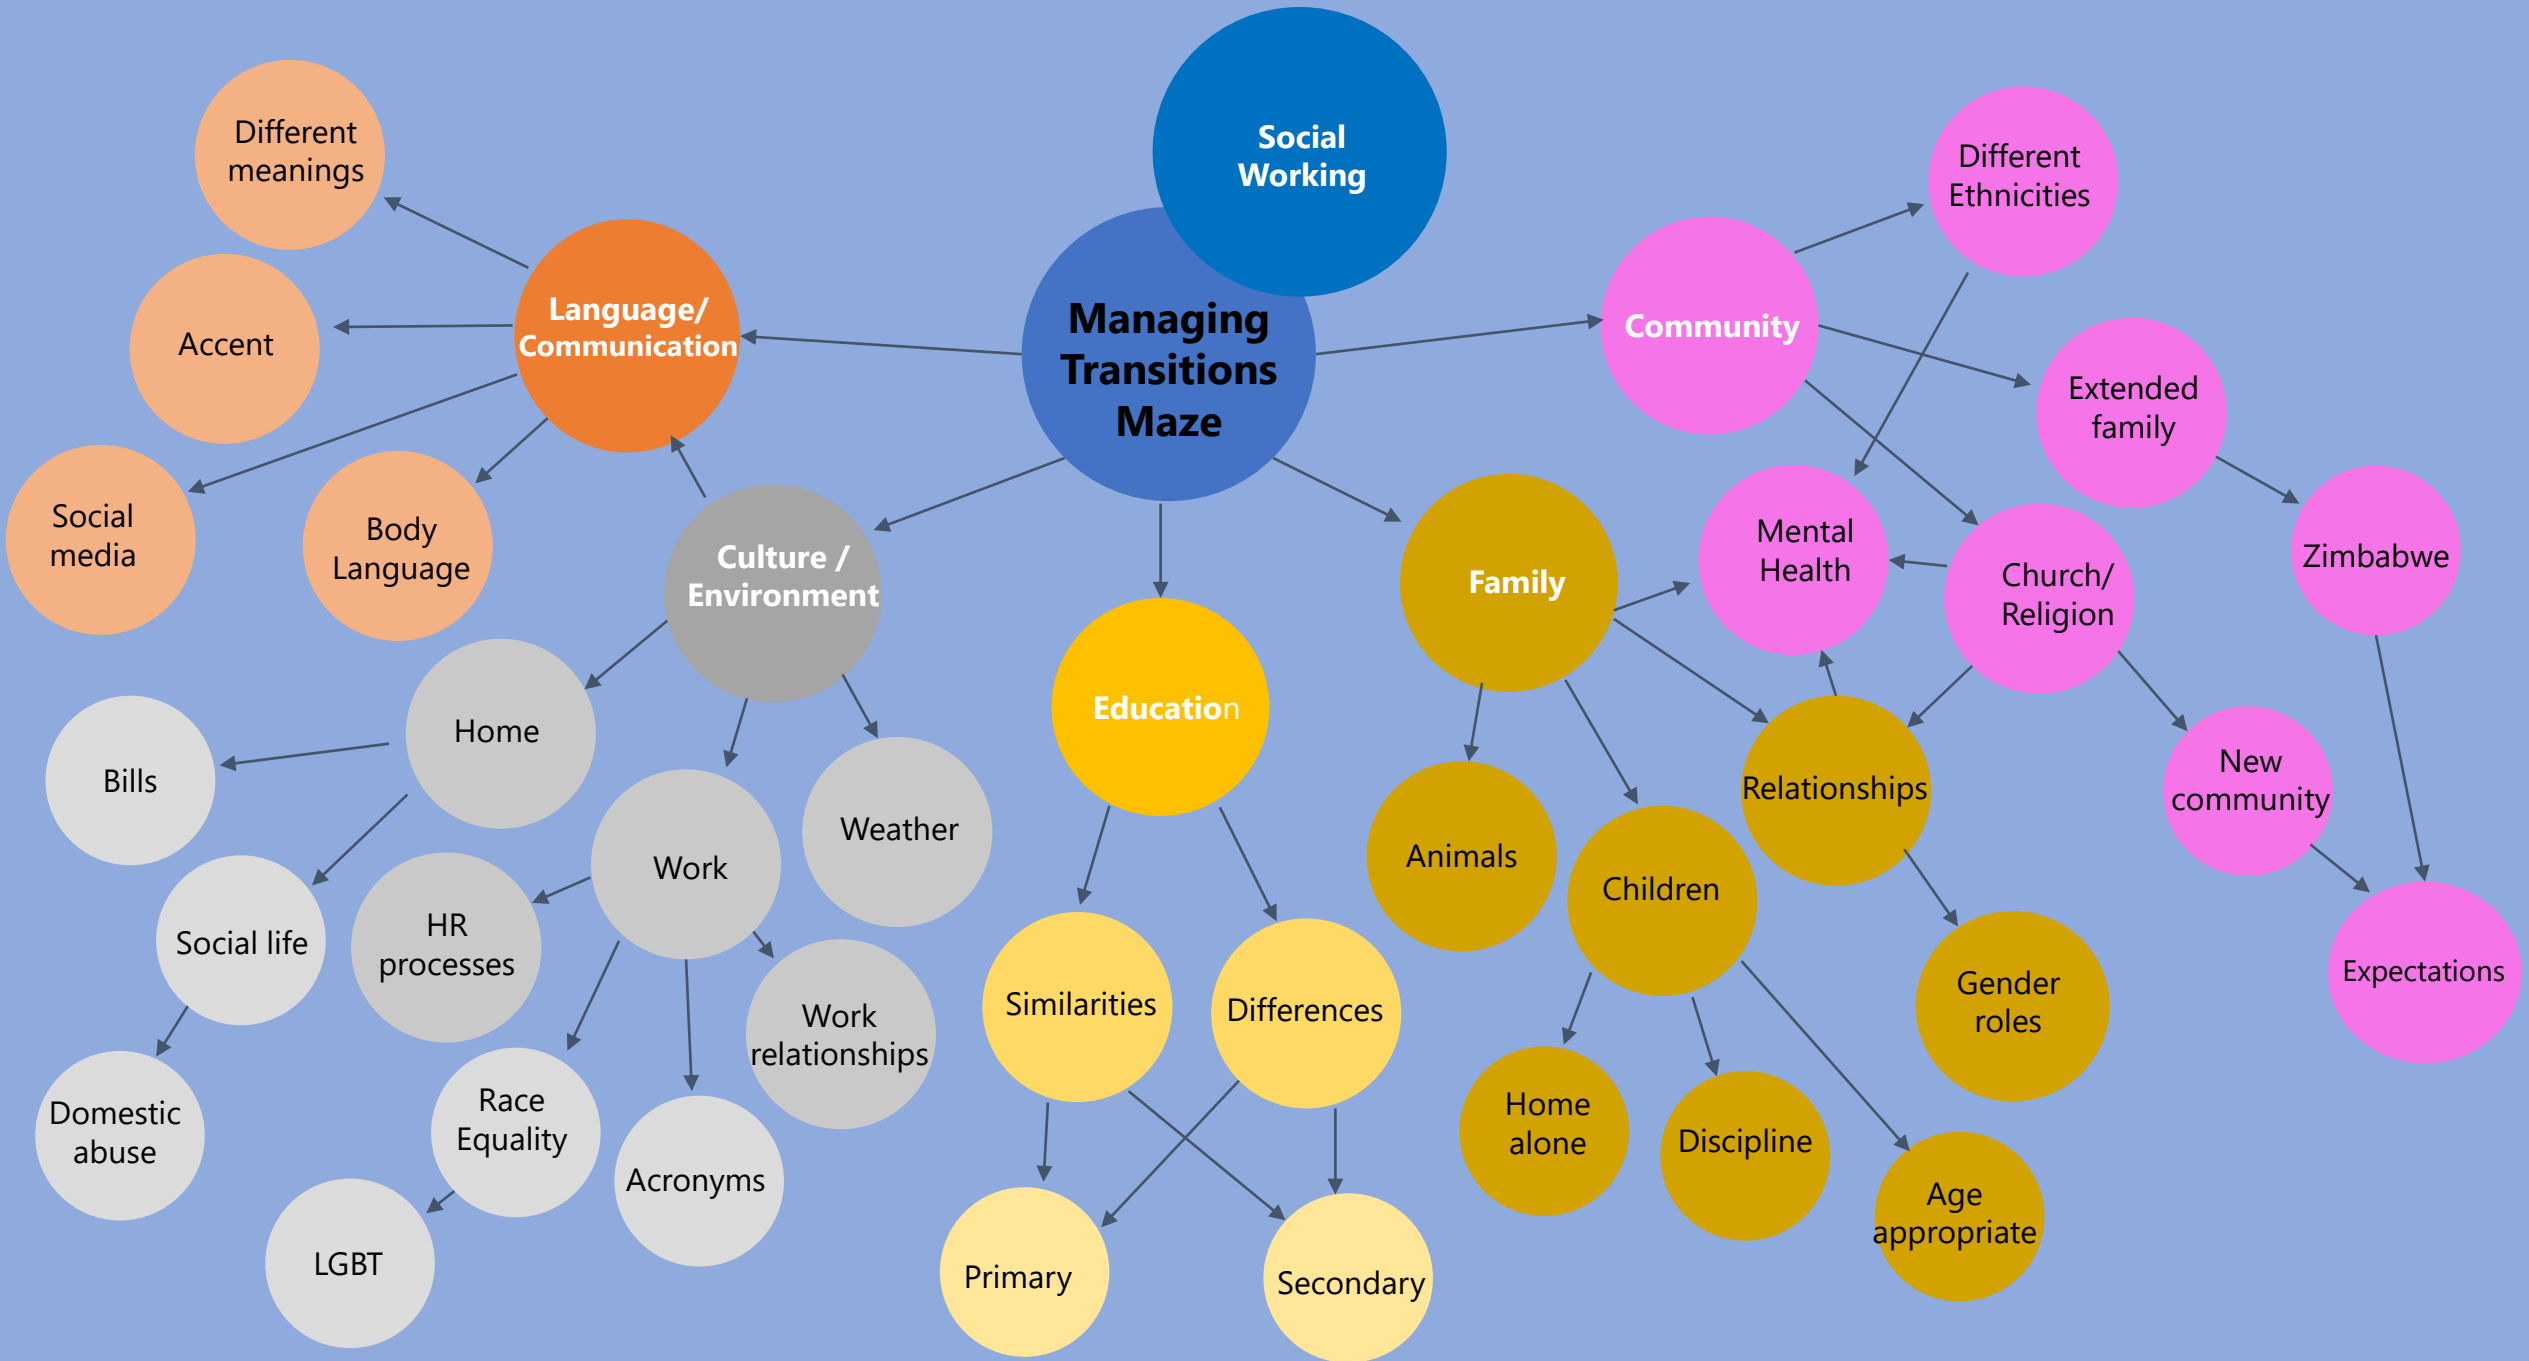 Social
Working
Managing
Transitions
Maze
Language/
Communication
Different
meanings
Accent
Social
media
Body
Language
Culture /
Environment
Home
Bills
Social life
Domestic
abuse
Work
HR
processes
Race
Equality
LGBT
Acronyms
Work
relationships
Weather
Education
Similarities
Differences
Primary
Secondary
Family
Animals
Children
Home
alone
Discipline
Age
appropriate
Relationships
Gender
roles
Community
Different
Ethnicities
Mental
Health
Extended
family
Zimbabwe
Church/
Religion
New
community
Expectations